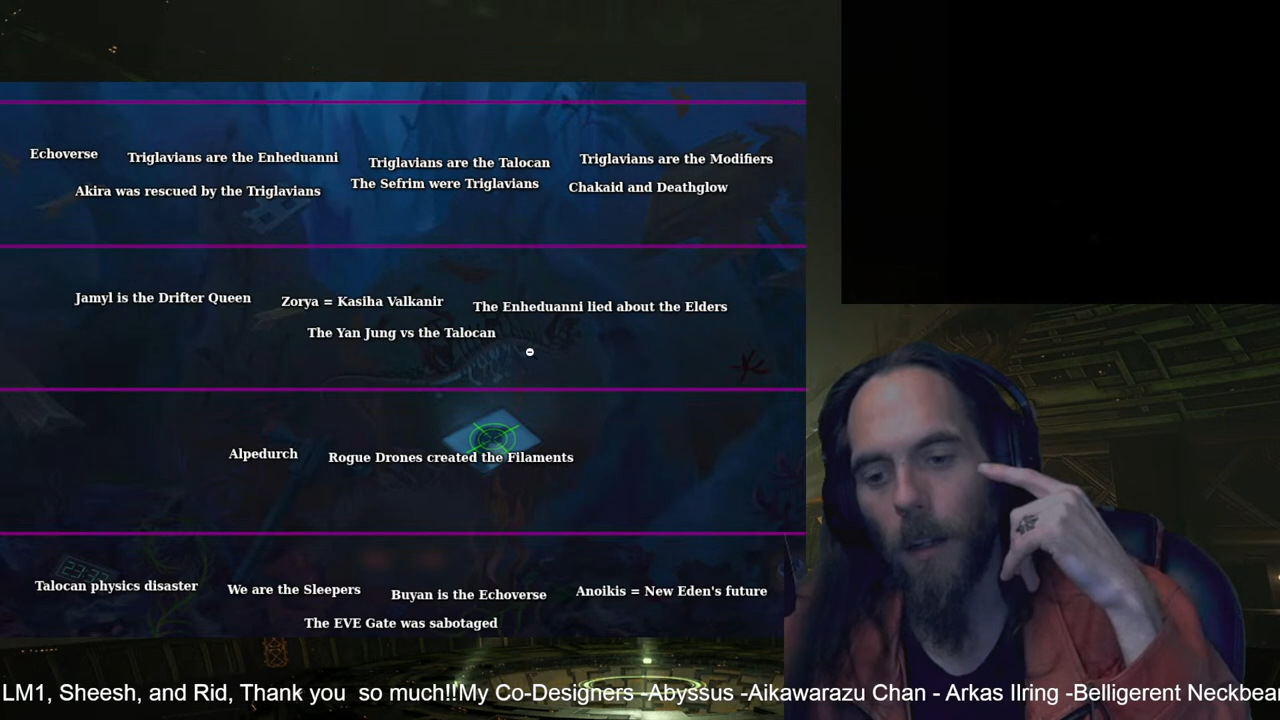 Echoverse
Triglavians are the Enheduanni
Triglavians are the Talocan
Triglavians are the Modifiers
Akira was rescued by the Triglavians
The Sefrim were Triglavians
Chakaid and Deathglow
Jamyl is the Drifter Queen
Zorya = Kasiha Valkanir
The Enheduanni lied about the Elders
The Yan Jung vs the Talocan
Alpedurch
Rogue Drones created the Filaments
23:37
Talocan physics disaster
We are the Sleepers
Buyan is the Echoverse
Anoikis = New Eden's future
The EVE Gate was sabotaged
LM1, Sheesh, and Rid, Thank you so much!!My Co-Designers -Abyssus -Aikawarazu Chan - Arkas Ilring -Belligerent Neckbear